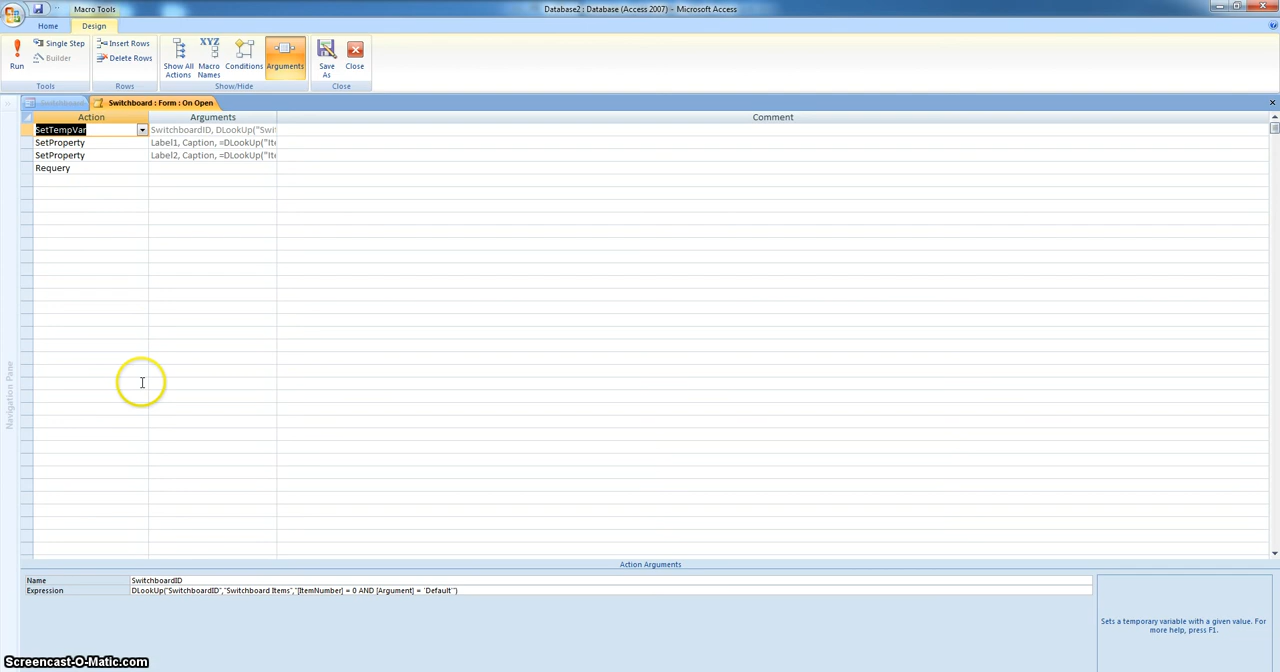 Macro Tools
Database2 : Database (Access 2007) - Microsoft Access
Home
Design
Run
Single Step
Builder
Tools
Insert Rows
Delete Rows
Rows
Show All Actions
Macro Names
Conditions
Arguments
Show/Hide
Save As
Close
Close
Switchboard
Switchboard : Form : On Open
Action
Arguments
Comment
SetTempVar
SwitchboardID, DLookUp("Swit
SetProperty
Label1, Caption, =DLookUp("Ite
SetProperty
Label2, Caption, =DLookUp("Ite
Requery
Navigation Pane
Action Arguments
Name
SwitchboardID
Expression
DLookUp("SwitchboardID","Switchboard Items","[ItemNumber] = 0 AND [Argument] = 'Default'")
Sets a temporary variable with a given value. For
more help, press F1.
Screencast-O-Matic.com